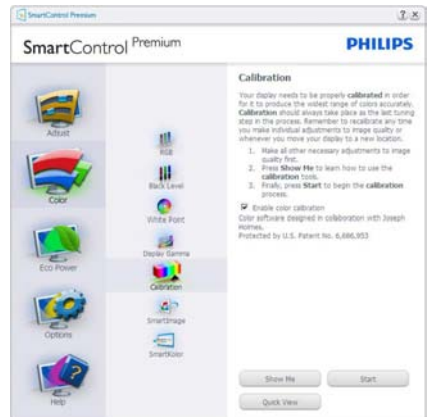 SmartControl Premium
SmartControl Premium
PHILIPS
Adjust
Color
Eco Power
Options
Help
RGB
Black Level
White Point
Display Gamma
Calibration
SmartImage
SmartKolor
Calibration
Your display needs to be properly calibrated in order
for it to produce the widest range of colors accurately.
Calibration should always take place as the last tuning
step in the process. Remember to recalibrate any time
you make individual adjustments to image quality or
whenever you move your display to a new location.
1. Make all other necessary adjustments to image
quality first.
2. Press Show Me to learn how to use the
calibration tools.
3. Finally, press Start to begin the calibration
process.
Enable color calibration
Color software designed in collaboration with Joseph
Holmes.
Protected by U.S. Patent No. 6,686,953
Show Me
Start
Quick View